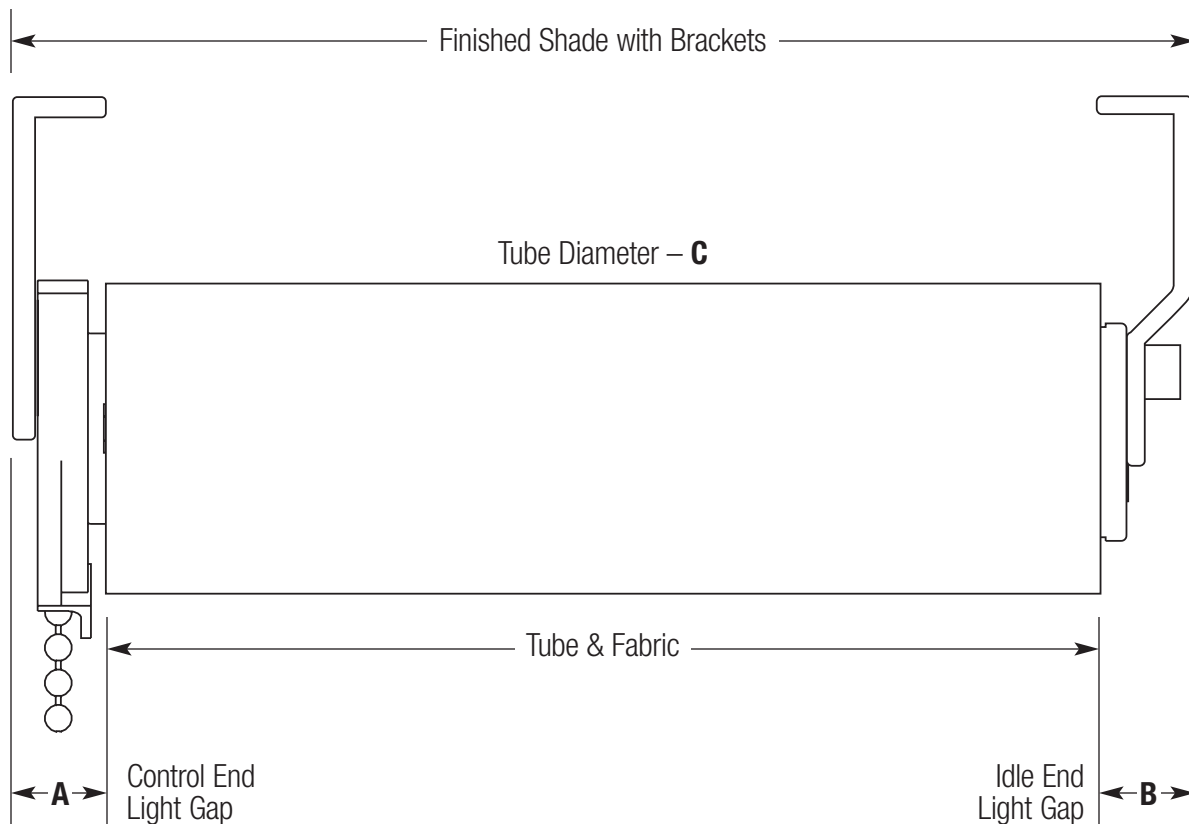 Finished Shade with Brackets
Tube Diameter – C
Tube & Fabric
A
Control End
Light Gap
Idle End
Light Gap
B